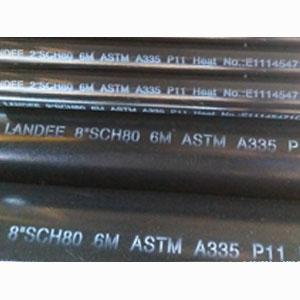 LANDEE 2"SCH80 6M ASTM A335 P11 Heat No.:E1114547
LANDEE 2"SCH80 6M ASTM A335 P11 Heat No.:E1114547
LANDEE 8"SCH80 6M ASTM A335 P
8"SCH80 6M ASTM A335 P11